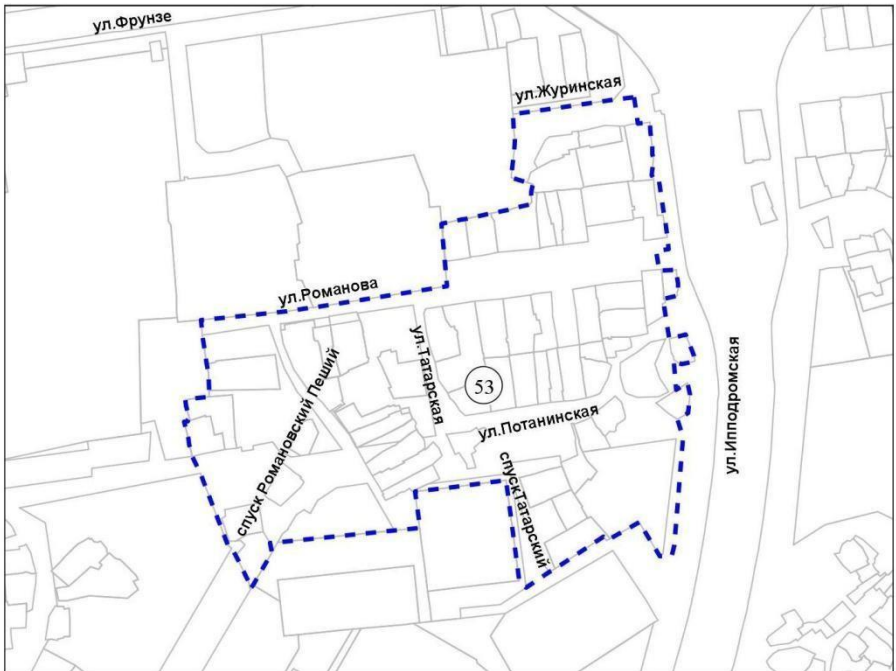 ул.Фрунзе
ул.Журинская
ул.Романова
ул.Татарская
спуск Романовский Пеший
53
ул.Потанинская
спускТатарский
ул.Ипподромская